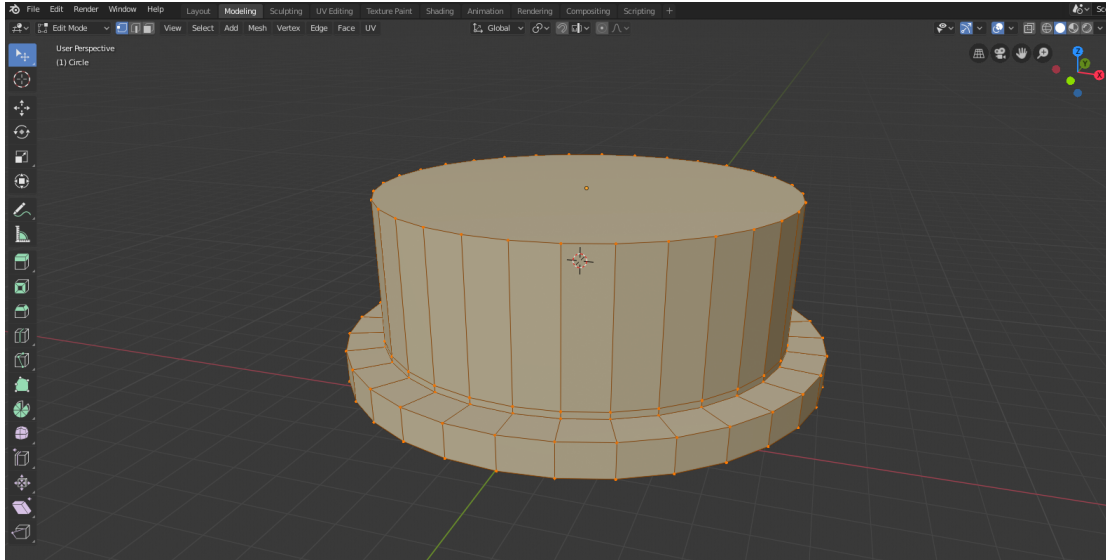 File Edit Render Window Help Layout Modeling Sculpting UV Editing Texture Paint Shading Animation Rendering Compositing Scripting + Sc
Edit Mode View Select Add Mesh Vertex Edge Face UV Global
User Perspective
(1) Circle
Z
Y
X